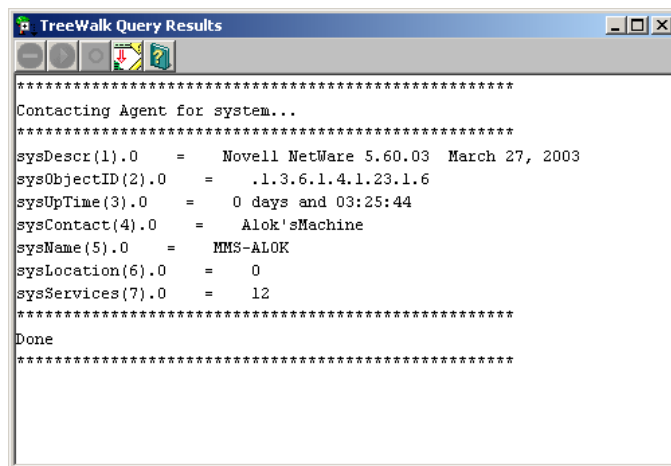 TreeWalk Query Results
*****************************************************
Contacting Agent for system...
*****************************************************
sysDescr(1).0    =    Novell NetWare 5.60.03  March 27, 2003
sysObjectID(2).0    =    .1.3.6.1.4.1.23.1.6
sysUpTime(3).0    =    0 days and 03:25:44
sysContact(4).0    =    Alok'sMachine
sysName(5).0    =    MMS-ALOK
sysLocation(6).0    =    0
sysServices(7).0    =    12
*****************************************************
Done
*****************************************************